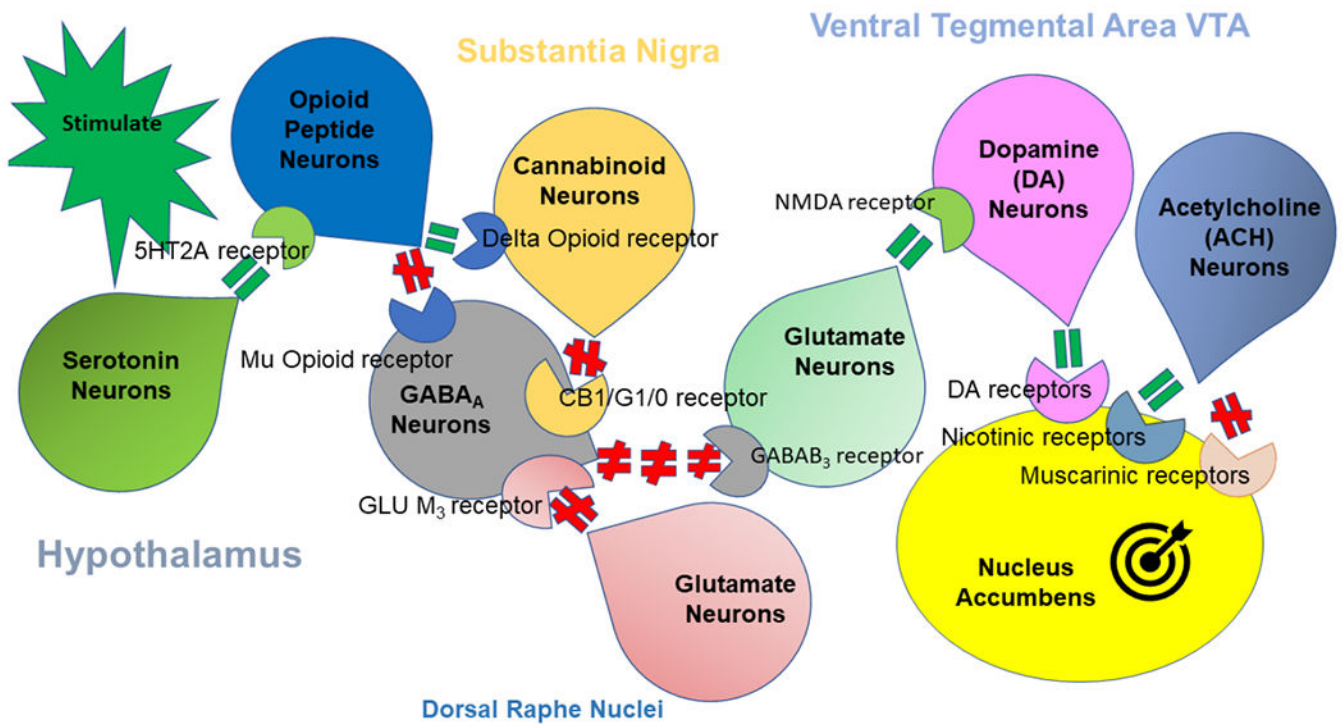 Ventral Tegmental Area VTA
Substantia Nigra
Stimulate
Opioid
Peptide
Neurons
Cannabinoid
Neurons
Dopamine
(DA)
Neurons
Acetylcholine
(ACH)
Neurons
NMDA receptor
5HT2A receptor
Delta Opioid receptor
Serotonin
Neurons
Mu Opioid receptor
GABAA
Neurons
CB1/G1/0 receptor
Glutamate
Neurons
DA receptors
Nicotinic receptors
Muscarinic receptors
GABAB3 receptor
GLU M3 receptor
Hypothalamus
Glutamate
Neurons
Nucleus
Accumbens
Dorsal Raphe Nuclei